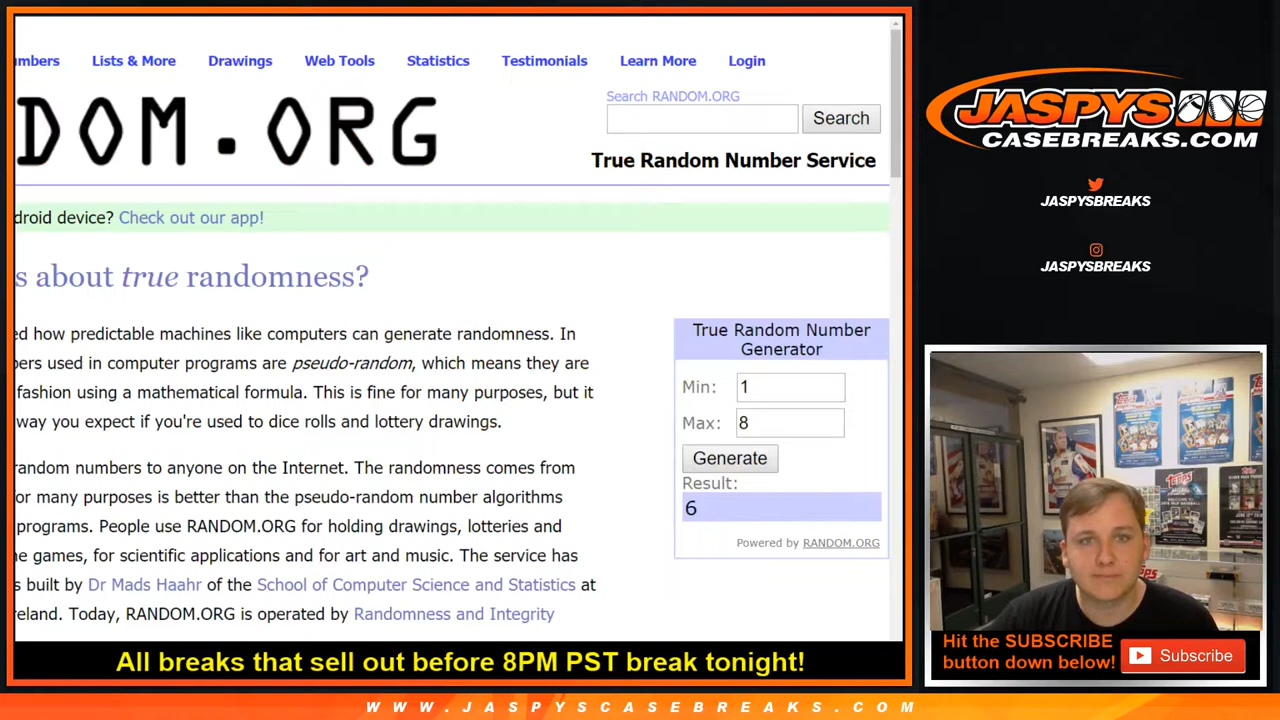 umbers Lists & More Drawings Web Tools Statistics Testimonials Learn More Login
Search RANDOM.ORG
Search
DOM.ORG
True Random Number Service
droid device? Check out our app!
s about true randomness?
ed how predictable machines like computers can generate randomness. In
bers used in computer programs are pseudo-random, which means they are
fashion using a mathematical formula. This is fine for many purposes, but it
way you expect if you're used to dice rolls and lottery drawings.
random numbers to anyone on the Internet. The randomness comes from
or many purposes is better than the pseudo-random number algorithms
programs. People use RANDOM.ORG for holding drawings, lotteries and
e games, for scientific applications and for art and music. The service has
s built by Dr Mads Haahr of the School of Computer Science and Statistics at
reland. Today, RANDOM.ORG is operated by Randomness and Integrity
True Random Number
Generator
Min: 1
Max: 8
Generate
Result:
6
Powered by RANDOM.ORG
All breaks that sell out before 8PM PST break tonight!
JASPYS
CASEBREAKS.COM
JASPYSBREAKS
JASPYSBREAKS
TOPPS
Hit the SUBSCRIBE
button down below!
Subscribe
WWW.JASPYSCASEBREAKS.COM